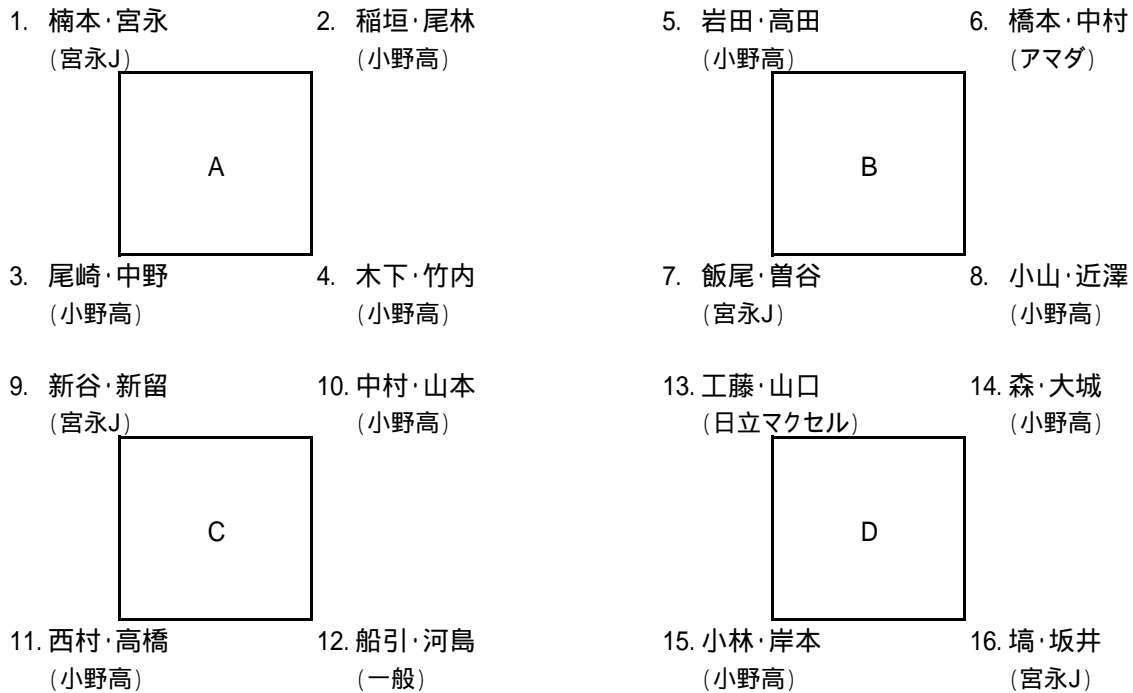 1. 楠本・宮永 2. 稲垣・尾林 5. 岩田・高田 6. 橋本・中村
(宮永J) (小野高) (小野高) (アマダ)
A B
3. 尾崎・中野 4. 木下・竹内 7. 飯尾・曽谷 8. 小山・近澤
(小野高) (小野高) (宮永J) (小野高)
9. 新谷・新留 10. 中村・山本 13. 工藤・山口 14. 森・大城
(宮永J) (小野高) (日立マクセル) (小野高)
C D
11. 西村・高橋 12. 船引・河島 15. 小林・岸本 16. 塙・坂井
(小野高) (一般) (小野高) (宮永J)